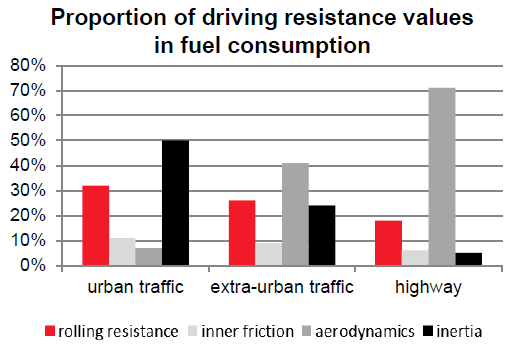 Proportion of driving resistance values
in fuel consumption
80%
70%
60%
50%
40%
30%
20%
10%
0%
urban traffic extra-urban traffic highway
rolling resistance inner friction aerodynamics inertia